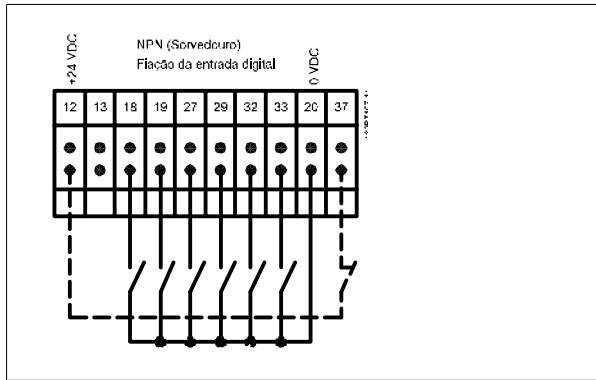 +24 VDC
NPN (Sorvedouro)
Fiação da entrada digital
0 VDC
12 13 18 19 27 29 32 33 20 37